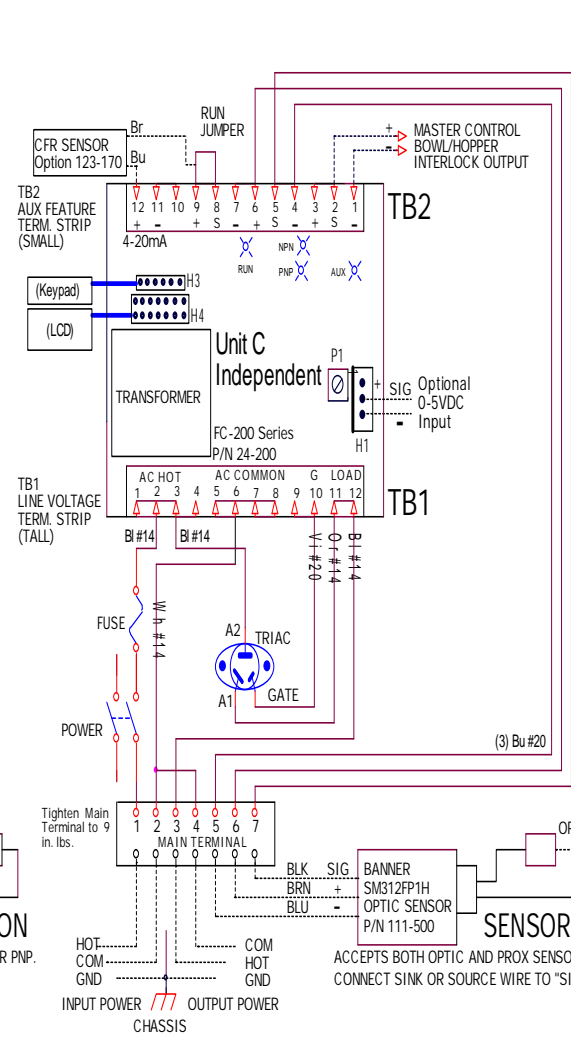 RUN
JUMPER
Br
CFR SENSOR
Option 123-170
Bu
+ MASTER CONTROL
- BOWL/HOPPER
INTERLOCK OUTPUT
TB2
AUX FEATURE
TERM. STRIP
(SMALL)
12 11 10 9 8 7 6 5 4 3 2 1
+ - + S - + S - + S -
TB2
4-20mA
NPN
RUN
PNP
AUX
(Keypad)
H3
(LCD)
H4
Unit C
Independent
P1
TRANSFORMER
+
SIG
-
Optional
0-5VDC
Input
H1
FC-200 Series
P/N 24-200
TB1
LINE VOLTAGE
TERM. STRIP
(TALL)
AC HOT AC COMMON G LOAD
1 2 3 4 5 6 7 8 9 10 11 12
TB1
Bl #14 Bl #14
Vi #20
Or #14
Bl #14
Wh #14
FUSE
A2
TRIAC
A1
GATE
POWER
(3) Bu #20
Tighten Main
Terminal to 9
in. lbs.
1 2 3 4 5 6 7
MAIN TERMINAL
BLK SIG
BRN +
BLU -
BANNER
SM312FP1H
OPTIC SENSOR
P/N 111-500
OP
ON
SENSOR
R PNP.
ACCEPTS BOTH OPTIC AND PROX SENSO
CONNECT SINK OR SOURCE WIRE TO "SI
HOT COM
COM HOT
GND GND
INPUT POWER OUTPUT POWER
CHASSIS